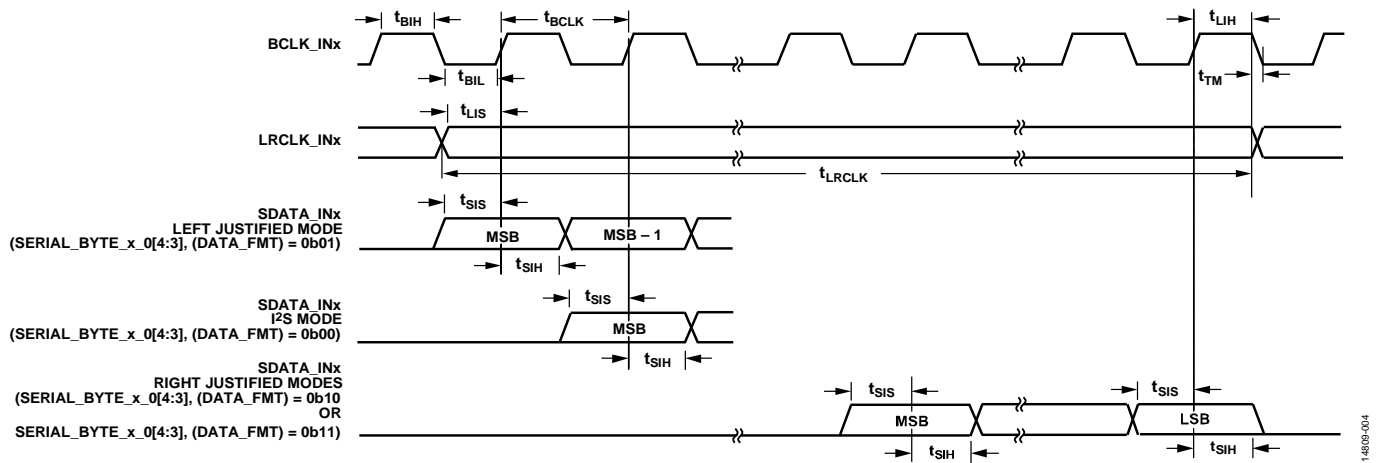 tBIH
tBCLK
tLIH
BCLK_INx
tBIL
tTM
tLIS
LRCLK_INx
tLRCLK
tSIS
SDATA_INx
LEFT JUSTIFIED MODE
(SERIAL_BYTE_x_0[4:3], (DATA_FMT) = 0b01)
MSB
MSB – 1
tSIH
tSIS
SDATA_INx
I2S MODE
(SERIAL_BYTE_x_0[4:3], (DATA_FMT) = 0b00)
MSB
tSIH
SDATA_INx
RIGHT JUSTIFIED MODES
(SERIAL_BYTE_x_0[4:3], (DATA_FMT) = 0b10
OR
SERIAL_BYTE_x_0[4:3], (DATA_FMT) = 0b11)
tSIS
tSIS
MSB
LSB
tSIH
tSIH
14809-004